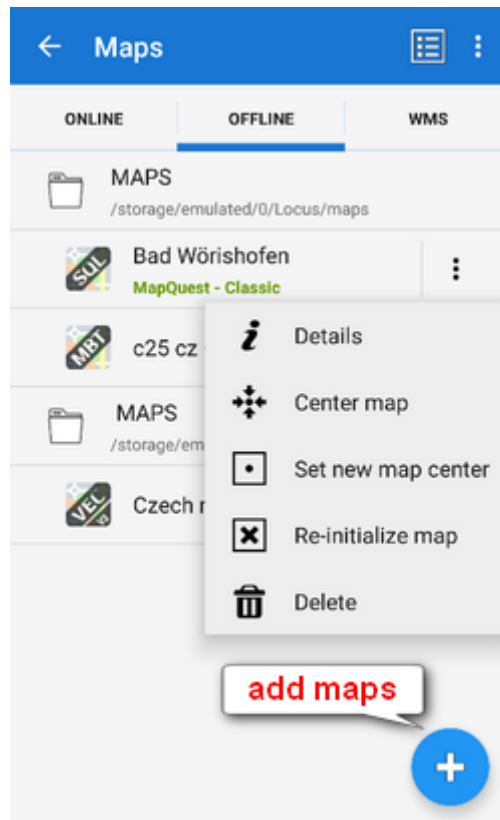 Maps
ONLINE OFFLINE WMS
MAPS
/storage/emulated/0/Locus/maps
SQL
Bad Wörishofen
MapQuest - Classic
MBT
c25 cz
Details
Center map
MAPS
/storage/em
Set new map center
VEC
V3
Czech
Re-initialize map
Delete
add maps